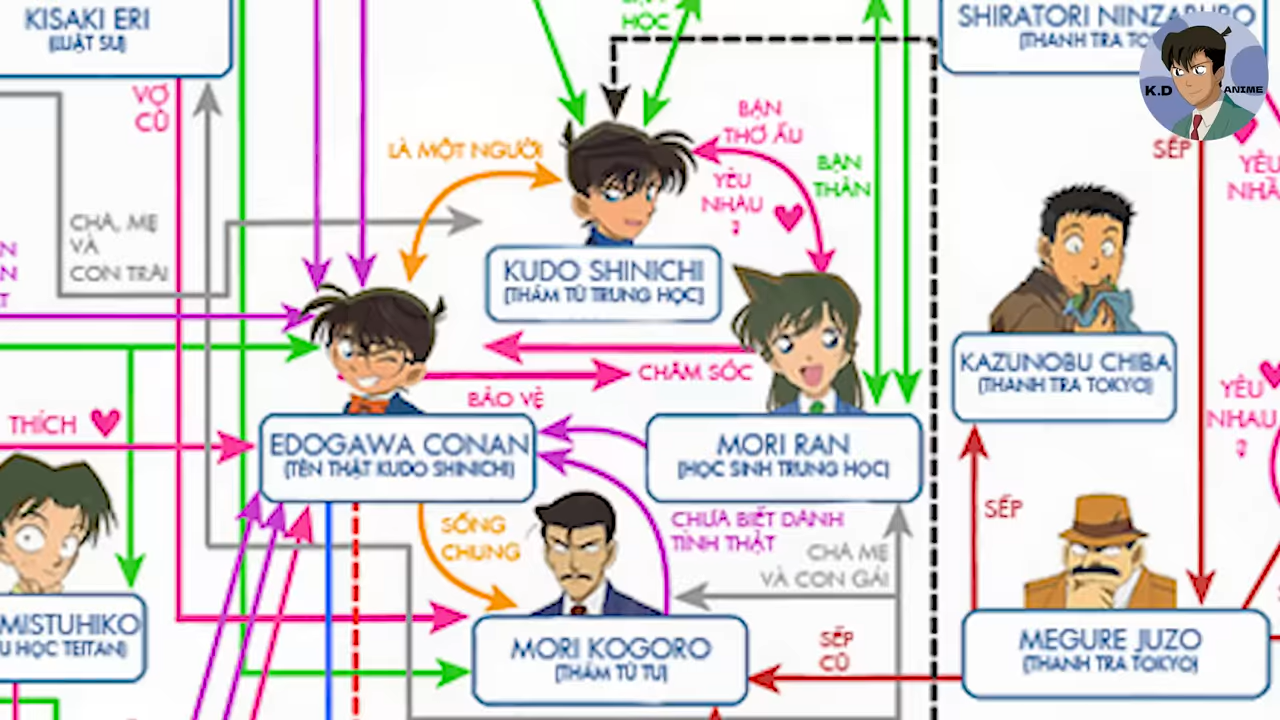 KISAKI ERI
(LUẬT SƯ)
HỌC
SHIRATORI NINZABURO
(THANH TRA TOKYO)
K.D
ANIME
VỢ
CŨ
LÀ MỘT NGƯỜI
BẠN
THƠ ẤU
YÊU
NHAU
?
BẠN
THÂN
SẾP
YÊU
CHA, MẸ
VÀ
CON TRAI
KUDO SHINICHI
(THÁM TỬ TRUNG HỌC)
CHĂM SÓC
BẢO VỆ
KAZUNOBU CHIBA
(THANH TRA TOKYO)
YÊU
NHAU
?
THÍCH
EDOGAWA CONAN
(TÊN THẬT KUDO SHINICHI)
MORI RAN
(HỌC SINH TRUNG HỌC)
SỐNG
CHUNG
CHƯA BIẾT DANH
TÍNH THẬT
CHA MẸ
VÀ CON GÁI
SẾP
MISTUHIKO
U HỌC TEITAN)
MORI KOGORO
(THÁM TỬ TƯ)
SẾP
CŨ
MEGURE JUZO
(THANH TRA TOKYO)